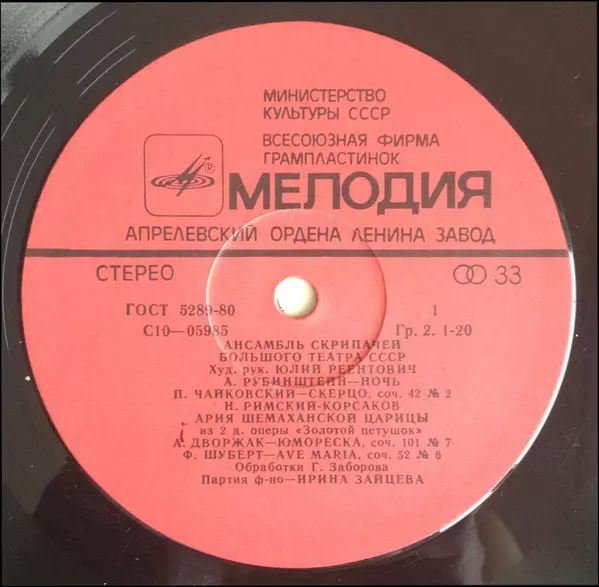 МИНИСТЕРСТВО
КУЛЬТУРЫ СССР
ВСЕСОЮЗНАЯ ФИРМА
ГРАМПЛАСТИНОК
®
МЕЛОДИЯ
АПРЕЛЕВСКИЙ ОРДЕНА ЛЕНИНА ЗАВОД
СТЕРЕО 33
ГОСТ 5289-80 1
С10—05985 Гр. 2. 1-20
АНСАМБЛЬ СКРИПАЧЕЙ
БОЛЬШОГО ТЕАТРА СССР
Худ. рук. ЮЛИЙ РЕЕНТОВИЧ
А. РУБИНШТЕЙН—НОЧЬ
П. ЧАЙКОВСКИЙ—СКЕРЦО, соч. 42 № 2
Н. РИМСКИЙ-КОРСАКОВ
АРИЯ ШЕМАХАНСКОЙ ЦАРИЦЫ
из 2 д. оперы «Золотой петушок»
А. ДВОРЖАК—ЮМОРЕСКА, соч. 101 № 7
Ф. ШУБЕРТ—AVE MARIA, соч. 52 № 6
Обработки Г. Заборова
Партия ф-но—ИРИНА ЗАЙЦЕВА